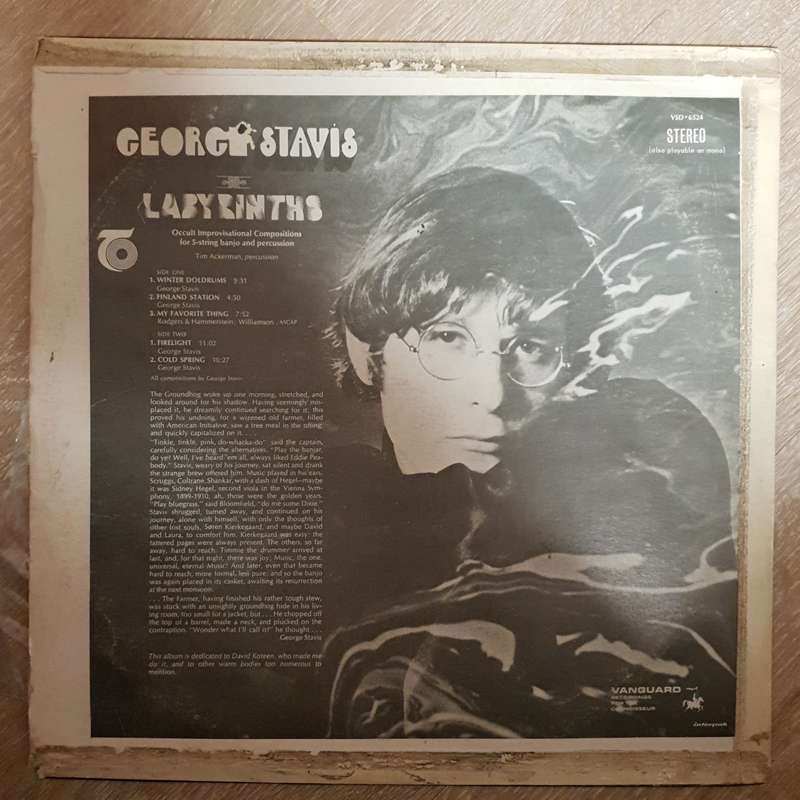 GEORGE STAVIS
LABYRINTHS
Occult Improvisational Compositions
for 5-string banjo and percussion
Tim Ackerman, percussion
SIDE ONE
1. WINTER DOLDRUMS
George Stavis
2. FINLAND STATION 4:50
George Stavis
3. MY FAVORITE THING 7:52
Rodgers & Hammerstein; Williamson, ASCAP
SIDE TWO
1. FIRELIGHT 11:02
George Stavis
2. COLD SPRING 10:27
George Stavis
All compositions by George Stavis
The Groundhog woke up one morning, stretched, and
looked around for his shadow. Having seemingly mis-
placed it, he dreamily continued searching for it; this
proved his undoing, for a wizened old farmer, filled
with American Initiative, saw a free meal in the offing
and quickly capitalized on it. . . .
"Tinkle, tinkle, pink, do-whacka-do" said the captain,
carefully considering the alternatives. "Play the banjar,
do ye? Well, I've heard 'em all, always liked Eddie Pea-
body." Stavis, weary of his journey, sat silent and drank
the strange brew offered him. Music played in his ears.
Scruggs, Coltrane, Shankar, with a dash of Hegel—maybe
it was Sidney Hegel, second viola in the Vienna Sym-
phony, 1899-1910, ah, those were the golden years.
"Play bluegrass," said Bloomfield, "do me some Dixie."
Stavis shrugged, turned away, and continued on his
journey, alone with himself, with only the thoughts of
other lost souls, Søren Kierkegaard, and maybe David
and Laura, to comfort him. Kierkegaard was easy: the
tattered pages were always present. The others, so far
away, hard to reach. Timmie the drummer arrived at
last, and, for that night, there was joy: Music, the one,
universal, eternal Music! And later, even that became
hard to reach, more formal, less pure; and so the banjo
was again placed in its casket, awaiting its resurrection
at the next monsoon.
. . . The Farmer, having finished his rather tough stew,
was stuck with an unsightly groundhog hide in his liv-
ing room, too small for a jacket, but . . . He chopped off
the top of a barrel, made a neck, and plucked on the
contraption. "Wonder what I'll call it?" he thought . . .
George Stavis
This album is dedicated to David Koteen, who made me
do it, and to other warm bodies too numerous to
mention.
VSD • 6524
STEREO
(also playable on mono)
VANGUARD
RECORDINGS
FOR THE
CONNOISSEUR